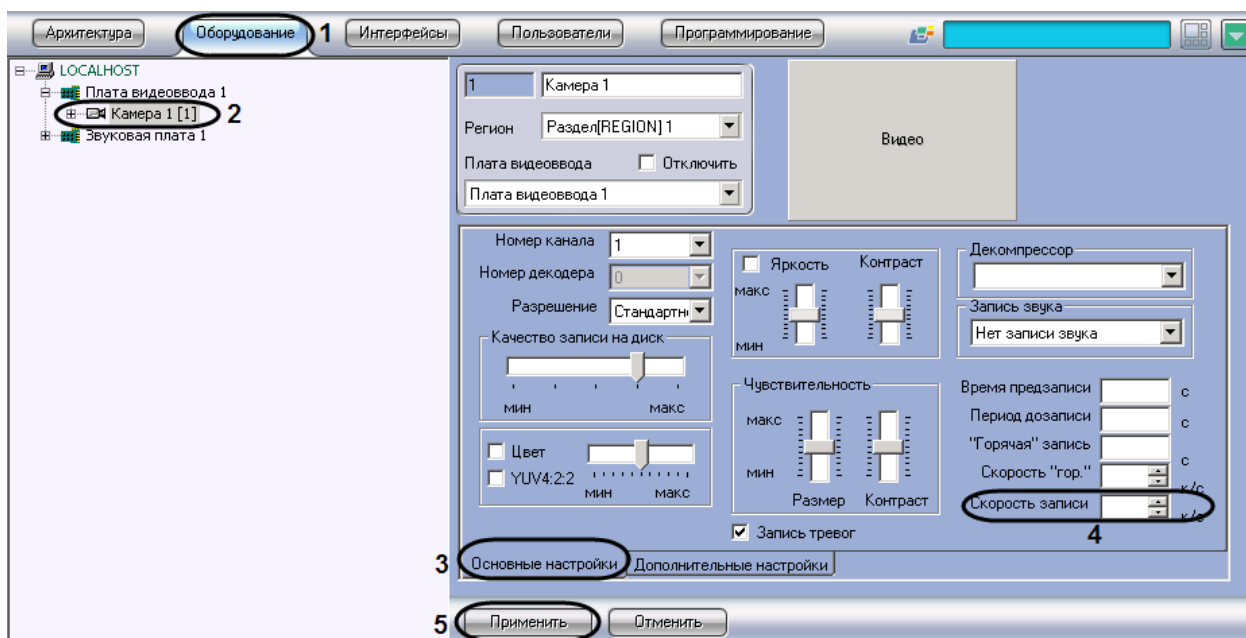 Архитектура Оборудование 1 Интерфейсы Пользователи Программирование
LOCALHOST
Плата видеоввода 1
Камера 1 [1] 2
Звуковая плата 1
1 Камера 1
Регион Раздел[REGION] 1
Плата видеоввода Отключить
Плата видеоввода 1
Видео
Номер канала 1
Номер декодера 0
Разрешение Стандартн
Качество записи на диск
мин макс
Цвет
YUV4:2:2
мин макс
Яркость Контраст
макс
мин
Чувствительность
макс
мин
Размер Контраст
Запись тревог
Декомпрессор
Запись звука
Нет записи звука
Время предзаписи с
Период дозаписи с
"Горячая" запись с
Скорость "гор." к/с
Скорость записи к/с
4
3 Основные настройки Дополнительные настройки
5 Применить Отменить